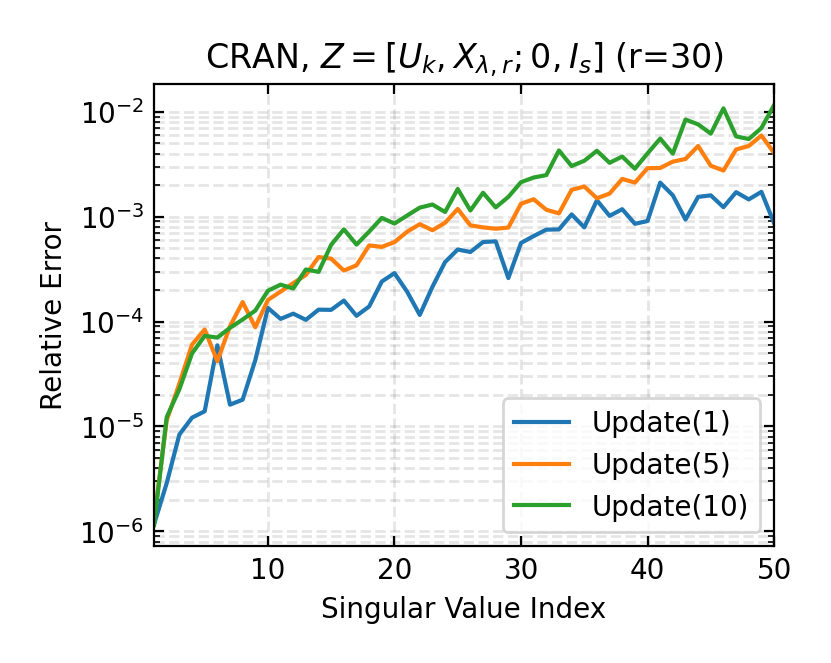 CRAN, $Z = [U_k, X_{\lambda,r}; 0, I_s]$ (r=30)
Relative Error
10⁻²
10⁻³
10⁻⁴
10⁻⁵
10⁻⁶
Update(1)
Update(5)
Update(10)
10 20 30 40 50
Singular Value Index